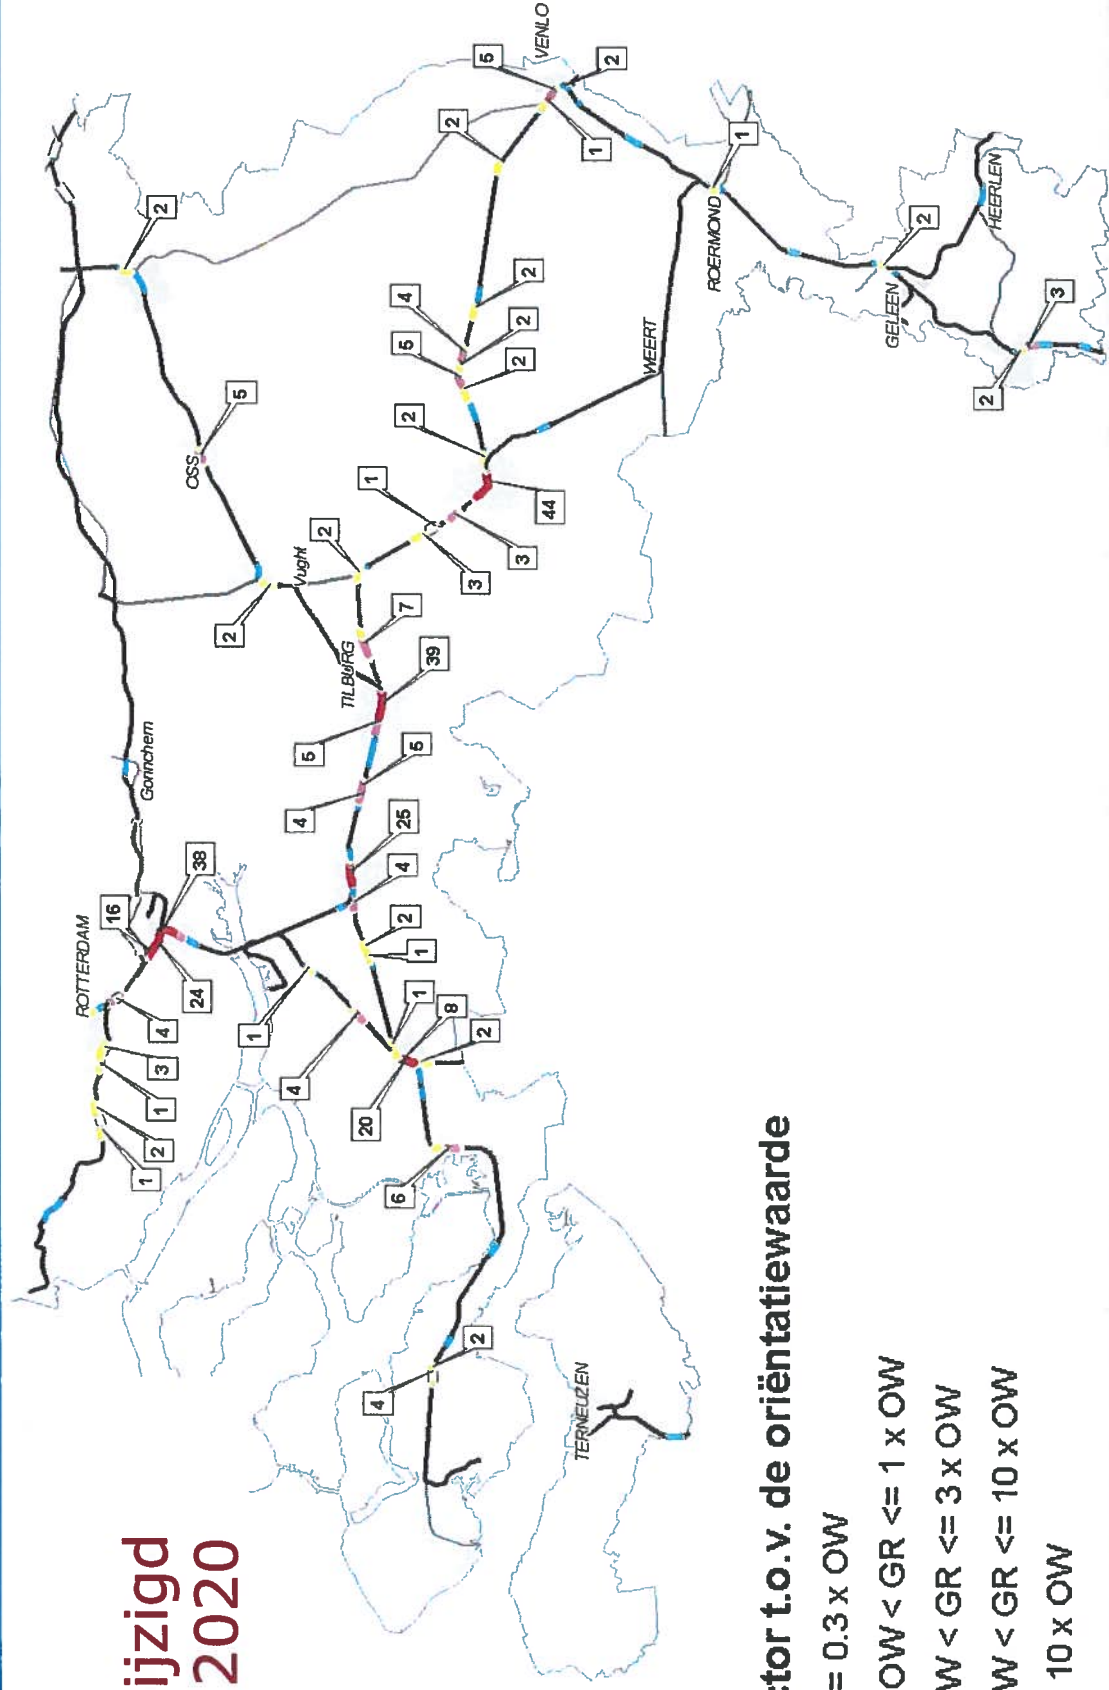 ijzigd
2020
ROTTERDAM
Gorinchem
OSS
Vught
TILBURG
VENLO
WEERT
ROERMOND
GELEEN
HEERLEN
TERNEUZEN
16
38
24
4
3
1
2
1
2
5
2
2
7
39
5
5
4
25
4
2
1
1
8
2
20
1
4
6
2
4
1
3
3
44
2
5
4
2
2
2
2
5
1
2
1
2
3
2
tor t.o.v. de oriëntatiewaarde
= 0.3 x OW
OW < GR <= 1 x OW
W < GR <= 3 x OW
W < GR <= 10 x OW
10 x OW